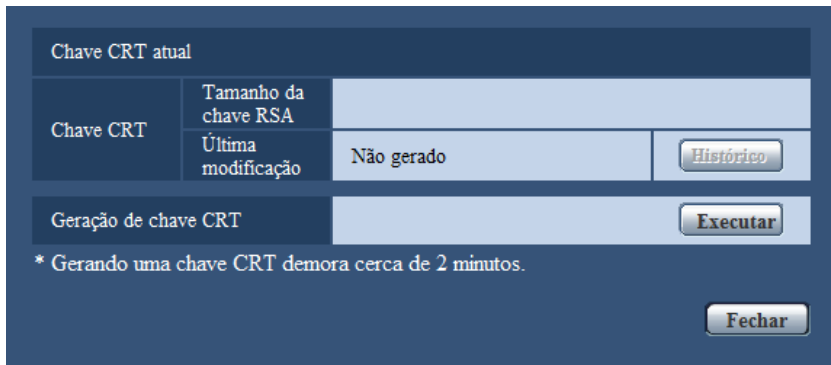 Chave CRT atual
Chave CRT
Tamanho da
chave RSA
Última
modificação
Não gerado
Histórico
Geração de chave CRT
Executar
* Gerando uma chave CRT demora cerca de 2 minutos.
Fechar